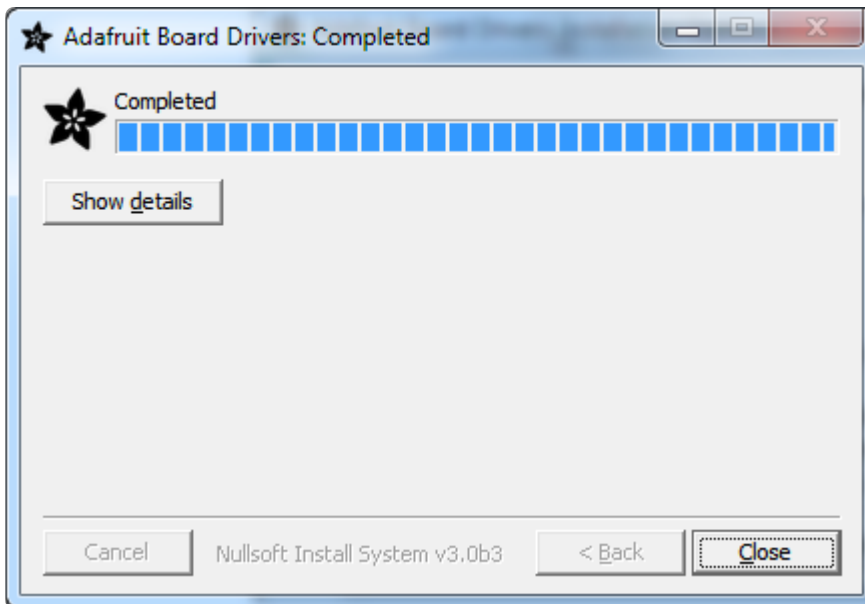 Adafruit Board Drivers: Completed
Completed
Show details
Cancel
Nullsoft Install System v3.0b3
< Back
Close